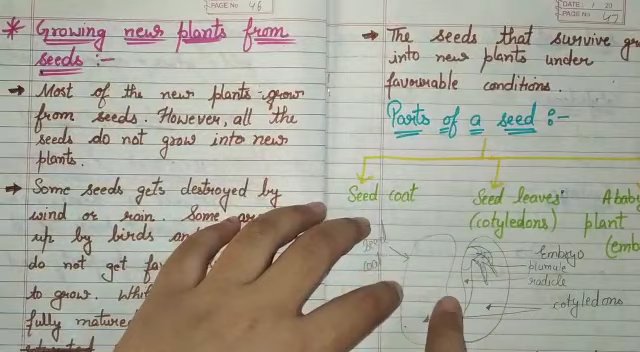 PAGE No 46
* Growing new plants from
seeds :-
→ Most of the new plants grow
from seeds. However, all the
seeds do not grow into new
plants.
→ Some seeds gets destroyed by
wind or rain. Some
up by birds
do not get
to grow.
fully
DATE: / 20
PAGE No 47
→ The seeds that survive
into new plants under
favourable conditions.
Parts of a seed :-
Seed coat
Seed leaves
(cotyledons)
plant
coat
Embryo
plumule
radicle
cotyledons